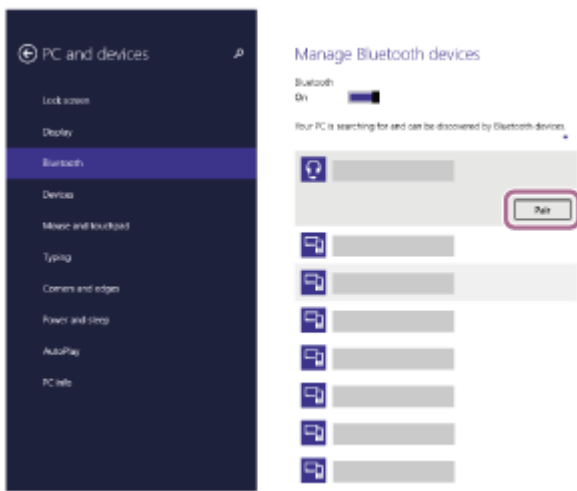 PC and devices
Lock screen
Display
Bluetooth
Devices
Mouse and touchpad
Typing
Corners and edges
Power and sleep
AutoPlay
PC info
Manage Bluetooth devices
Bluetooth
On
Your PC is searching for and can be discovered by Bluetooth devices.
Pair